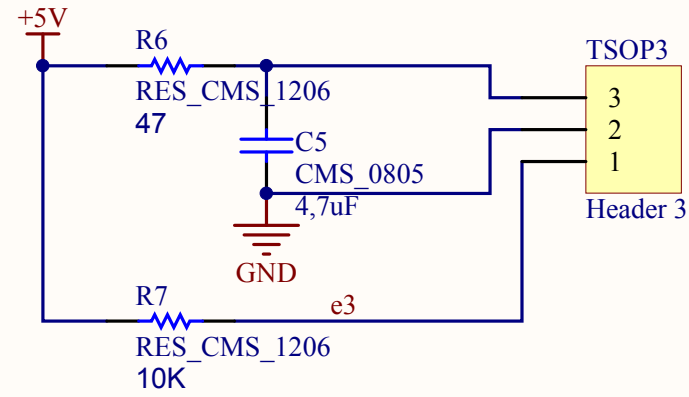 +5V
R6
RES_CMS_1206
47
C5
CMS_0805
4,7uF
GND
TSOP3
3
2
1
Header 3
R7
e3
RES_CMS_1206
10K